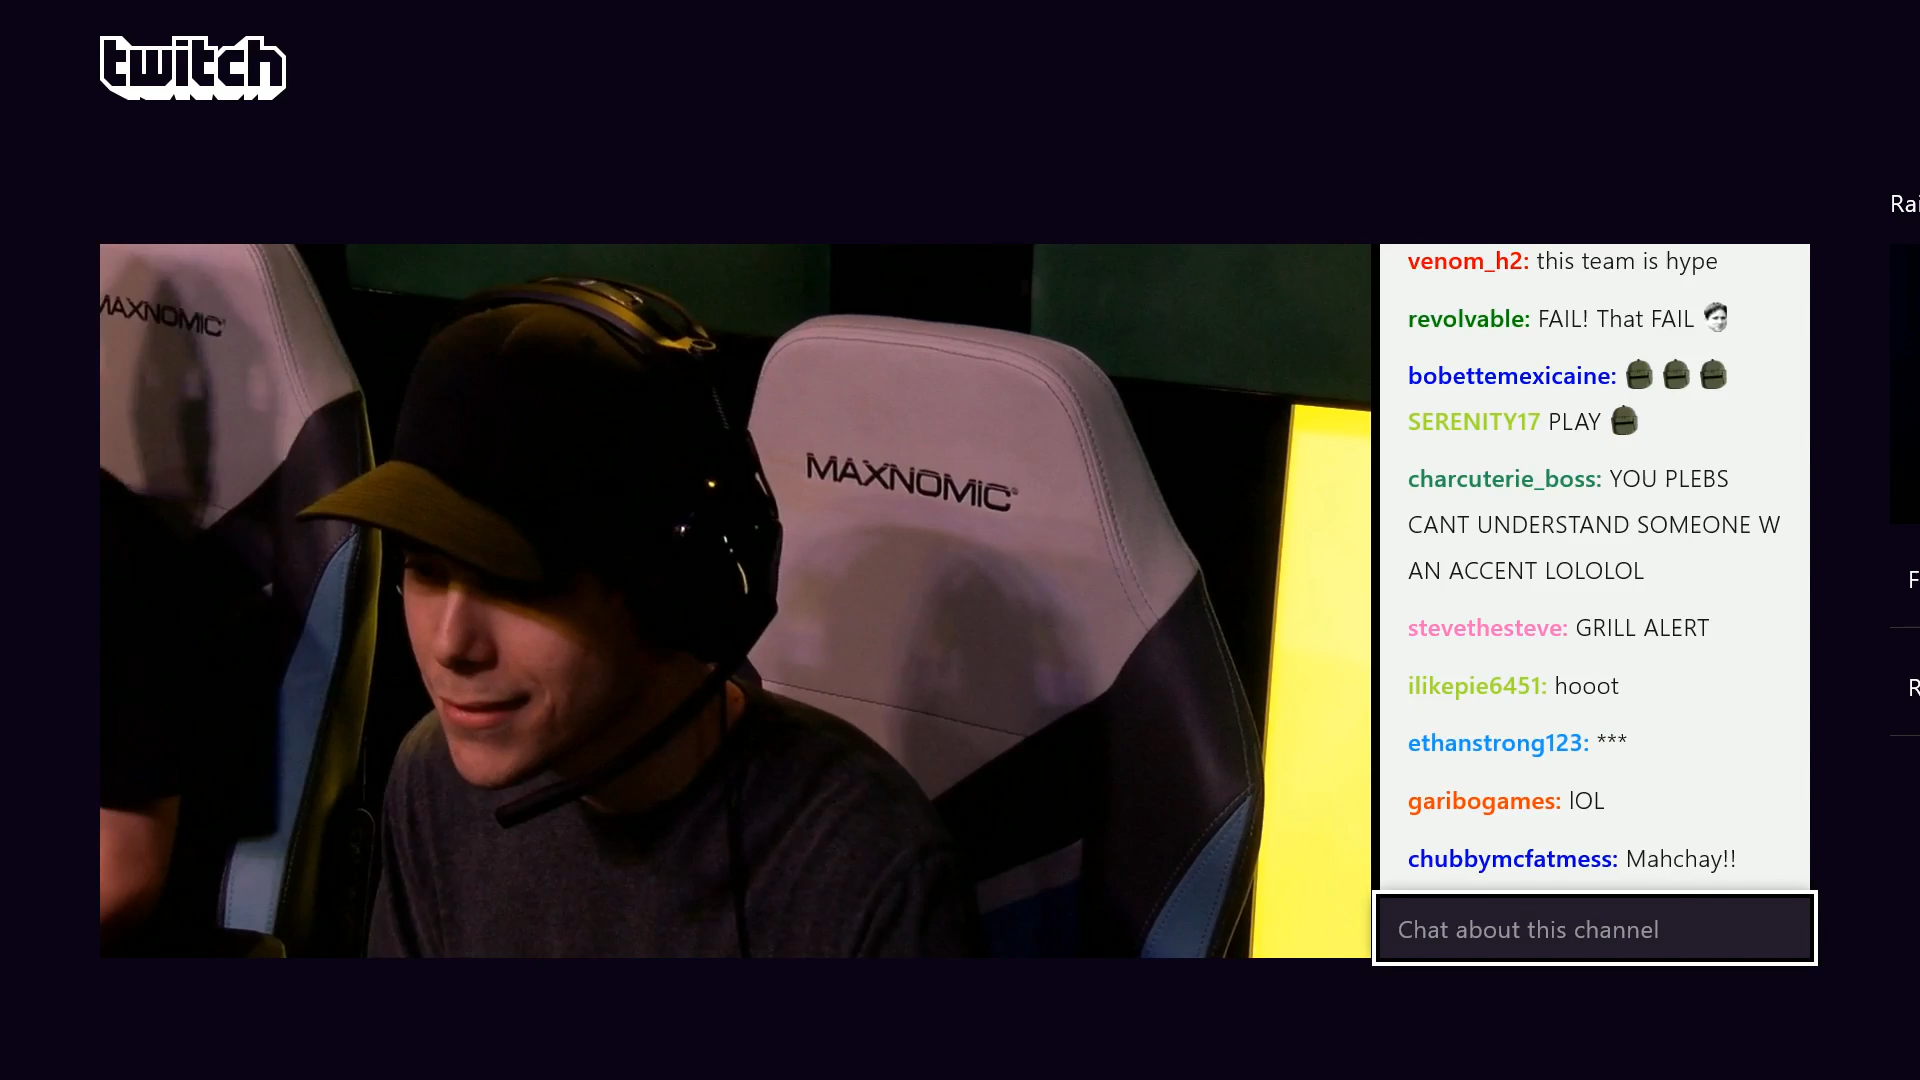 twitch
Rai
MAXNOMIC
MAXNOMIC
venom_h2: this team is hype
revolvable: FAIL! That FAIL
bobettemexicaine:
SERENITY17 PLAY
charcuterie_boss: YOU PLEBS
CANT UNDERSTAND SOMEONE W
AN ACCENT LOLOLOL
stevethesteve: GRILL ALERT
ilikepie6451: hooot
ethanstrong123: ***
garibogames: lOL
chubbymcfatmess: Mahchay!!
Chat about this channel
F
R